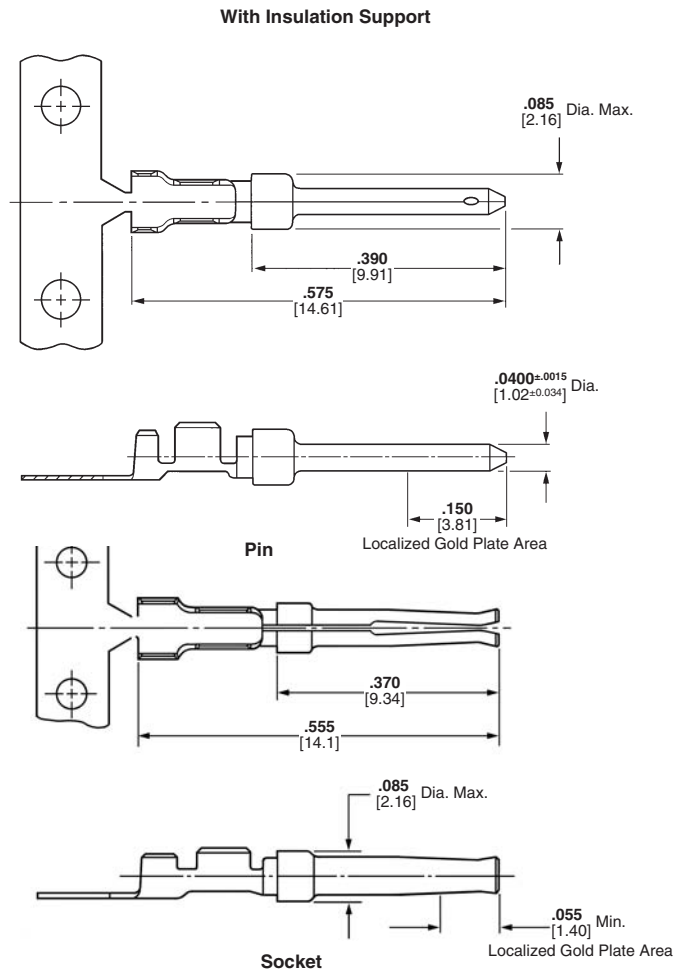 With Insulation Support
.085 Dia. Max.
[2.16]
.390
[9.91]
.575
[14.61]
.0400±.0015 Dia.
[1.02±0.034]
.150
[3.81]
Localized Gold Plate Area
Pin
.370
[9.34]
.555
[14.1]
.085 Dia. Max.
[2.16]
.055 Min.
[1.40]
Localized Gold Plate Area
Socket